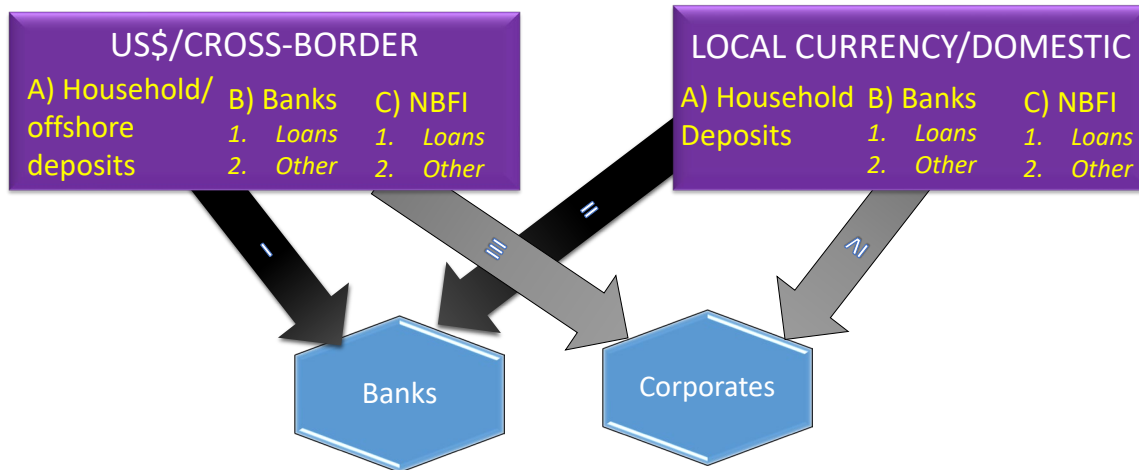 US$/CROSS-BORDER
A) Household/
offshore
deposits
B) Banks
1. Loans
2. Other
C) NBFI
1. Loans
2. Other
LOCAL CURRENCY/DOMESTIC
A) Household
Deposits
B) Banks
1. Loans
2. Other
C) NBFI
1. Loans
2. Other
I
III
II
IV
Banks
Corporates